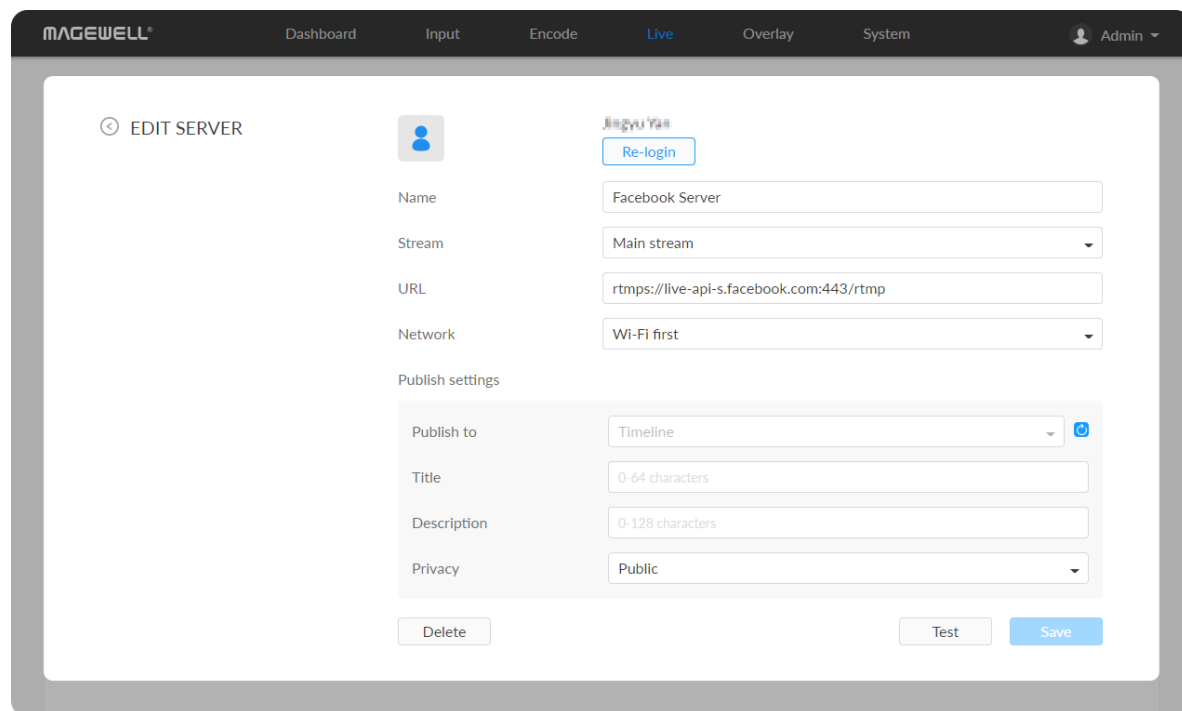 MAGEWELL®
Dashboard Input Encode Live Overlay System Admin
EDIT SERVER
Re-login
Name Facebook Server
Stream Main stream
URL rtmps://live-api-s.facebook.com:443/rtmp
Network Wi-Fi first
Publish settings
Publish to Timeline
Title 0-64 characters
Description 0-128 characters
Privacy Public
Delete Test Save